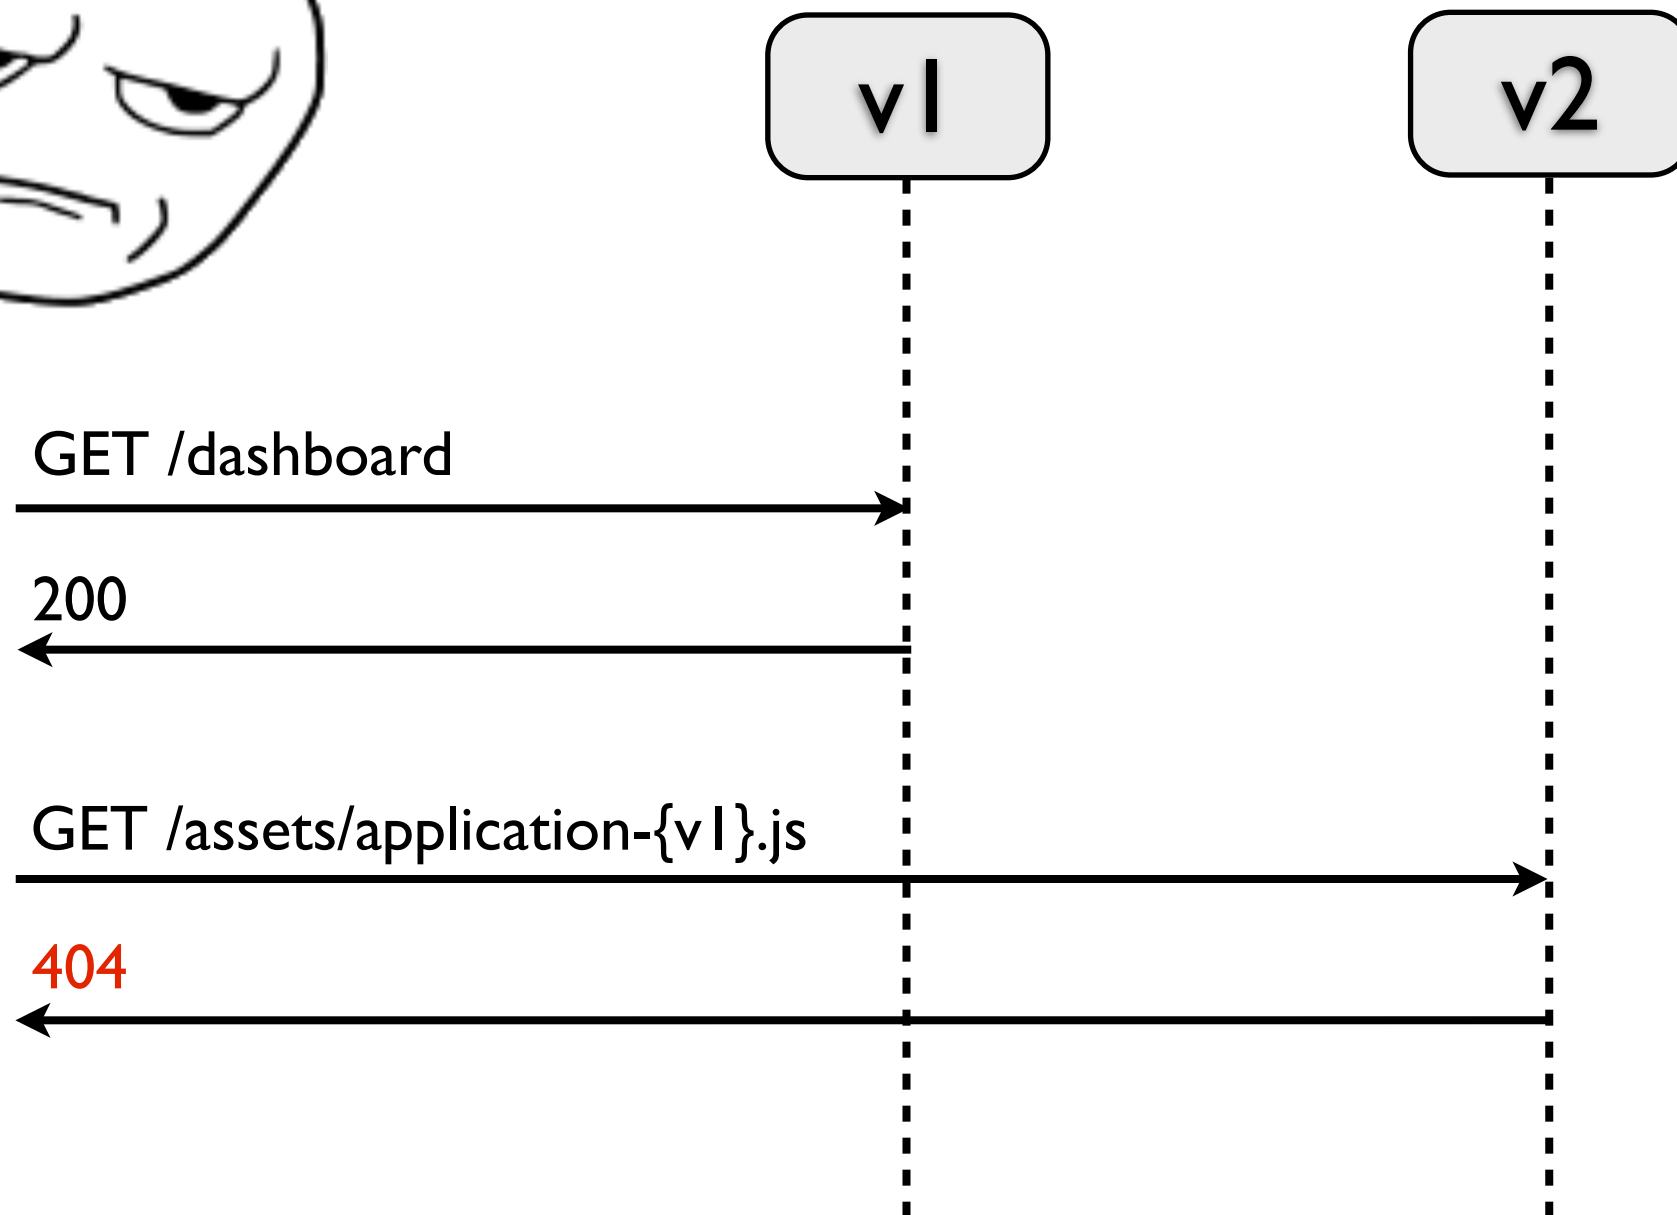 v1
v2
GET /dashboard
200
GET /assets/application-{v1}.js
404